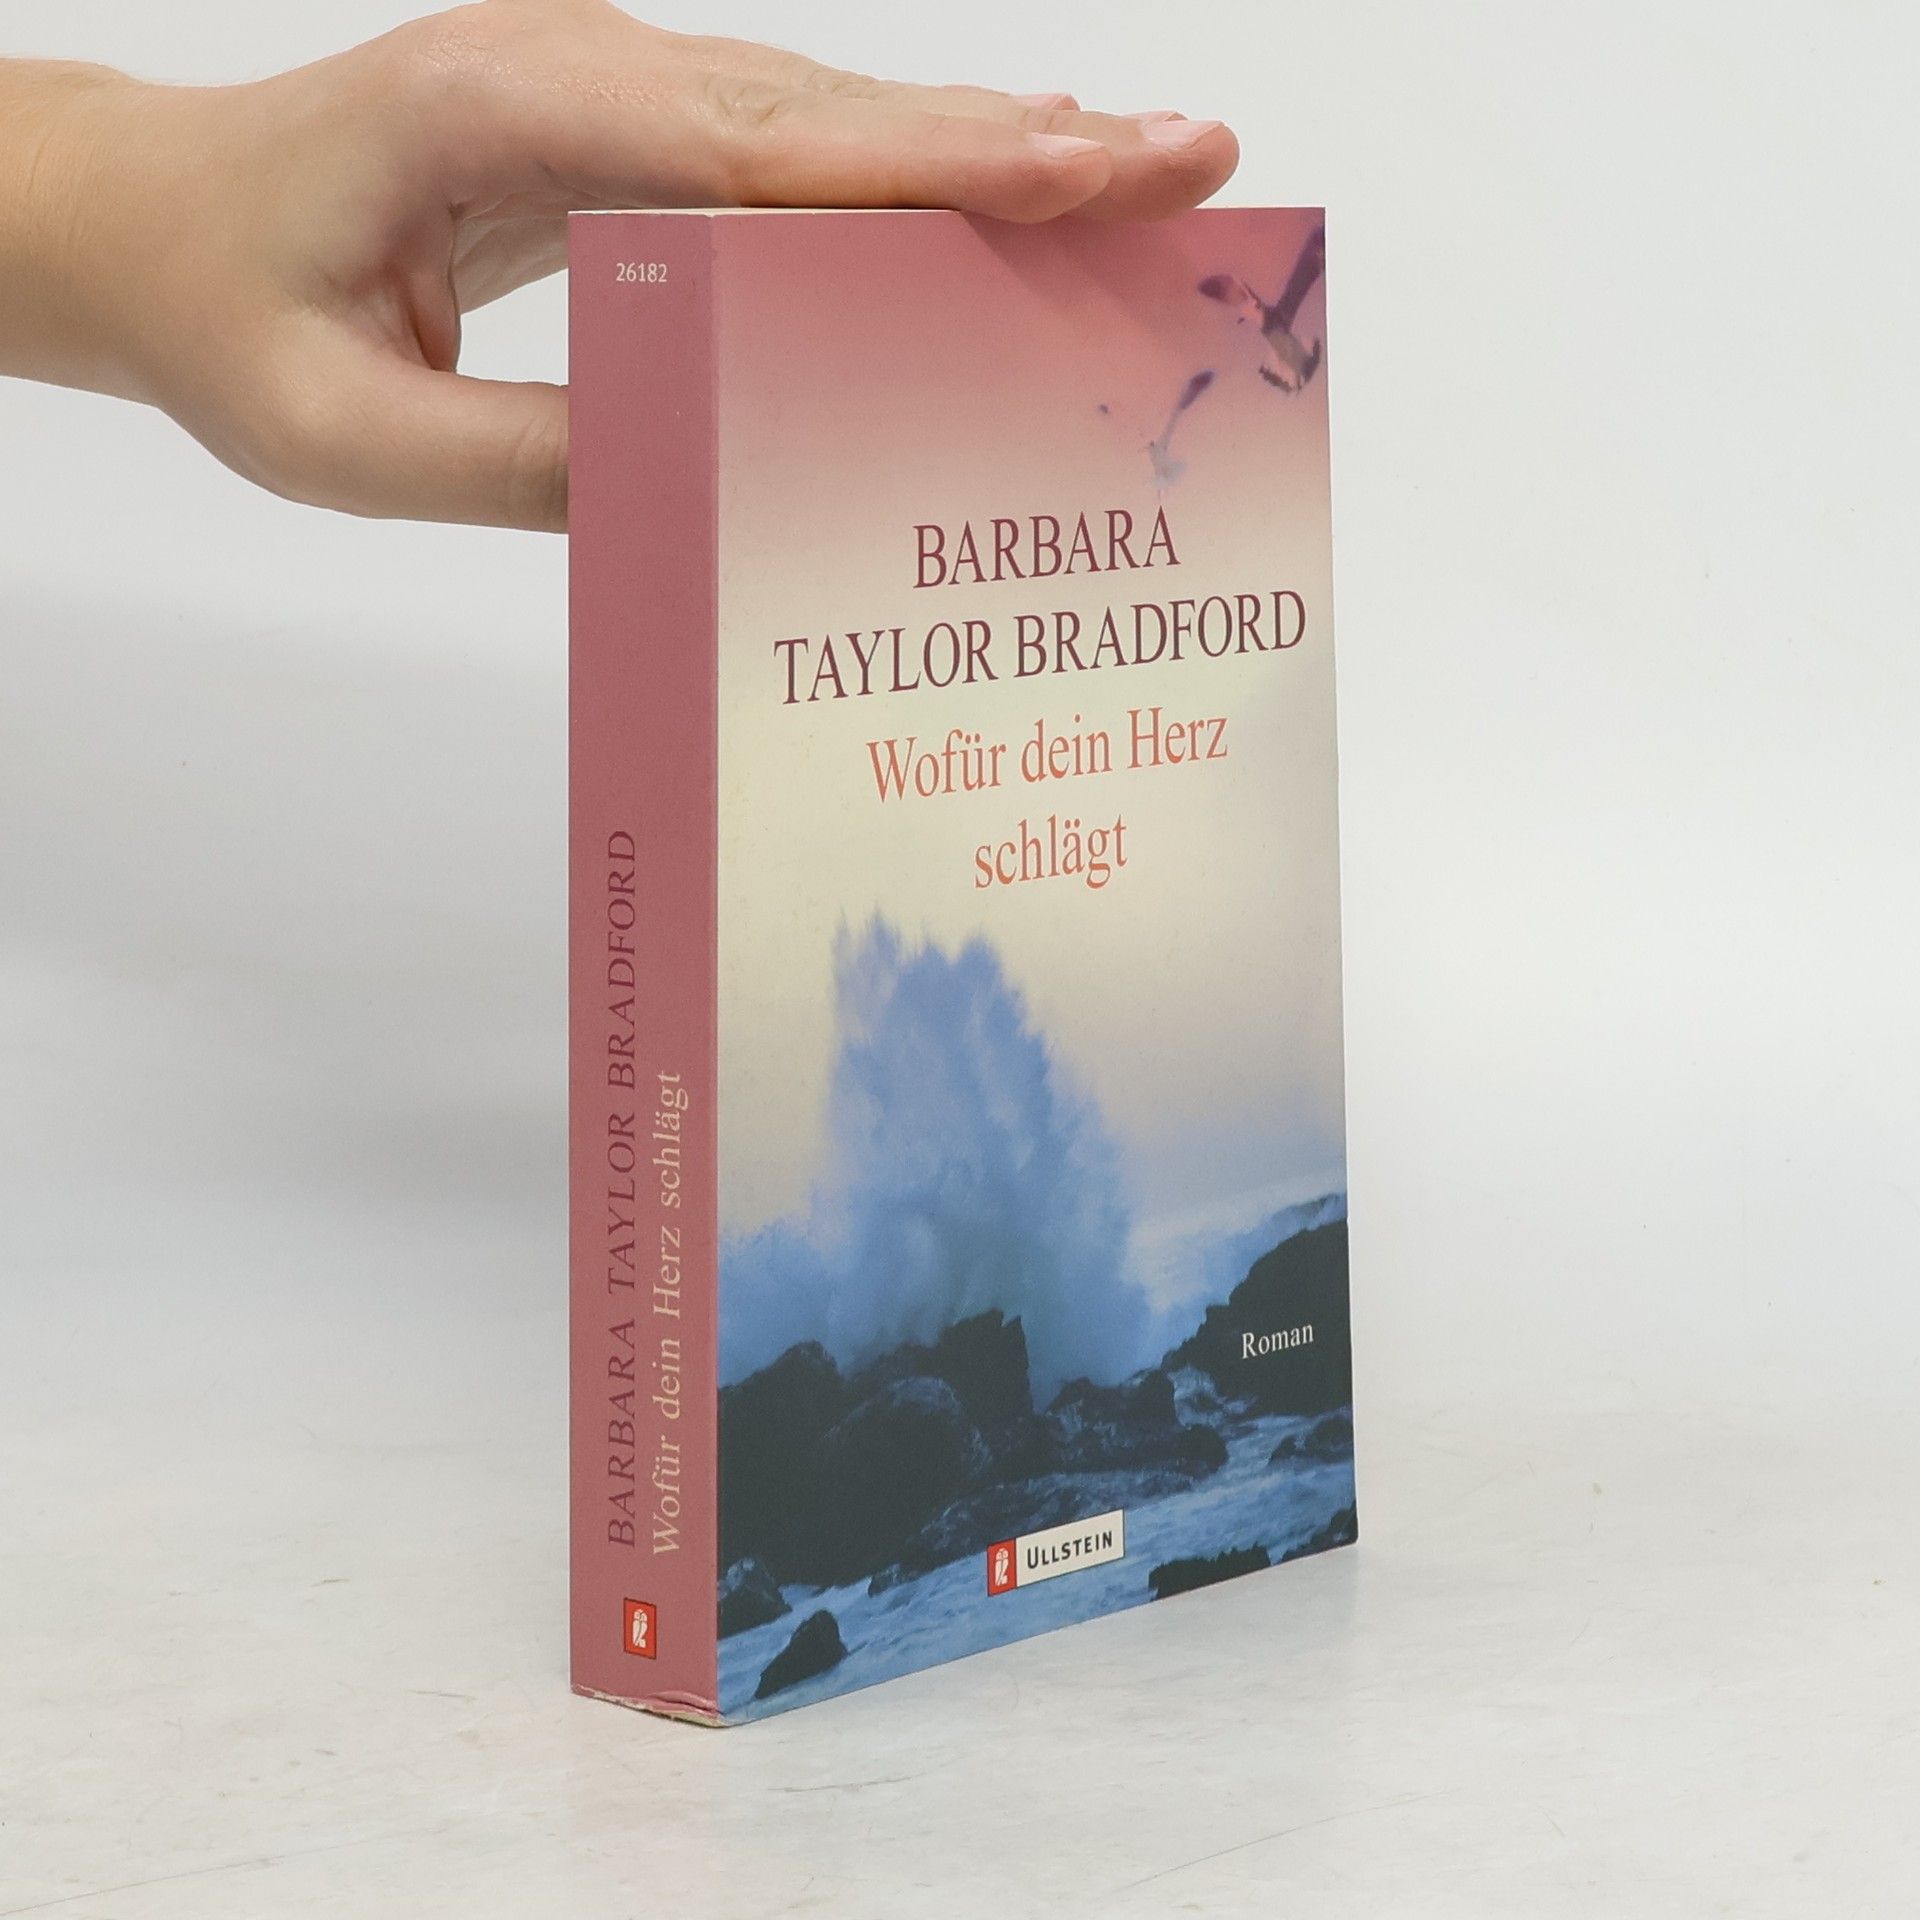 26182
BARBARA TAYLOR BRADFORD
Wofür dein Herz schlägt
BARBARA
TAYLOR BRADFORD
Wofür dein Herz
schlägt
Roman
ULLSTEIN